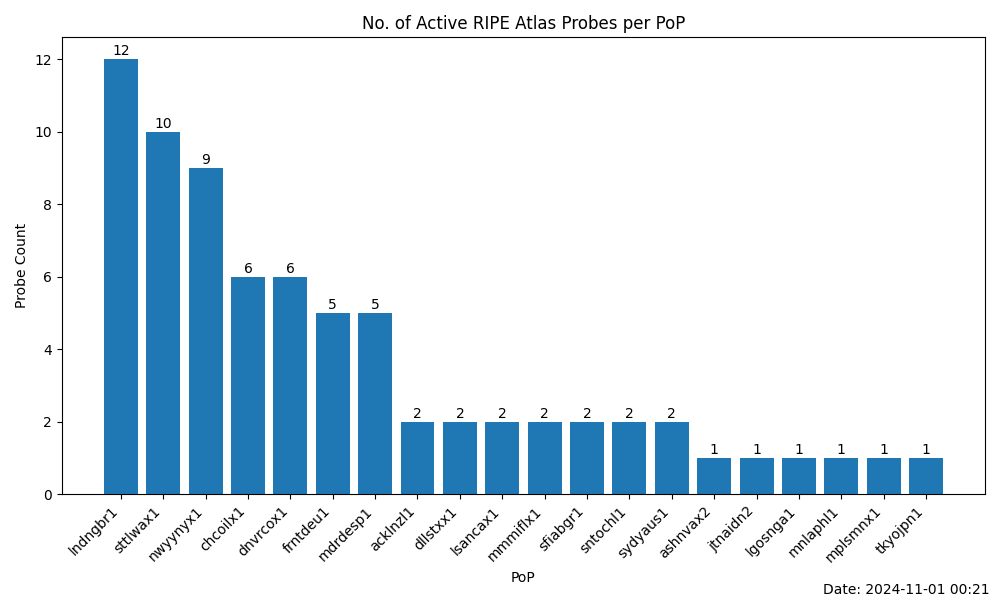 No. of Active RIPE Atlas Probes per PoP
12
10
9
6
6
5
5
2
2
2
2
2
2
2
1
1
1
1
1
1
12
10
8
6
4
2
0
Probe Count
lndngbr1
sttlwax1
nwyynyx1
chcoilx1
dnvrcox1
frntdeu1
mdrdesp1
acklnzl1
dllstxx1
lsancax1
mmmiflx1
sfiabgr1
sntochl1
sydyaus1
ashnvax2
jtnaidn2
lgosnga1
mnlaphl1
mplsmnx1
tkyojpn1
PoP
Date: 2024-11-01 00:21